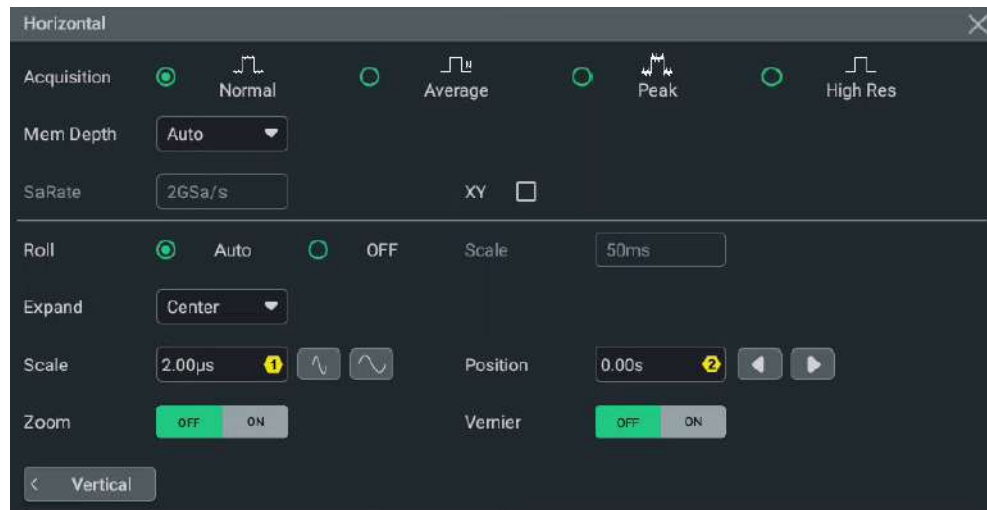 Horizontal
Acquisition Normal Average Peak High Res
Mem Depth Auto
SaRate 2GSa/s XY
Roll Auto OFF Scale 50ms
Expand Center
Scale 2.00μs 1 Position 0.00s 2
Zoom OFF ON Vernier OFF ON
< Vertical